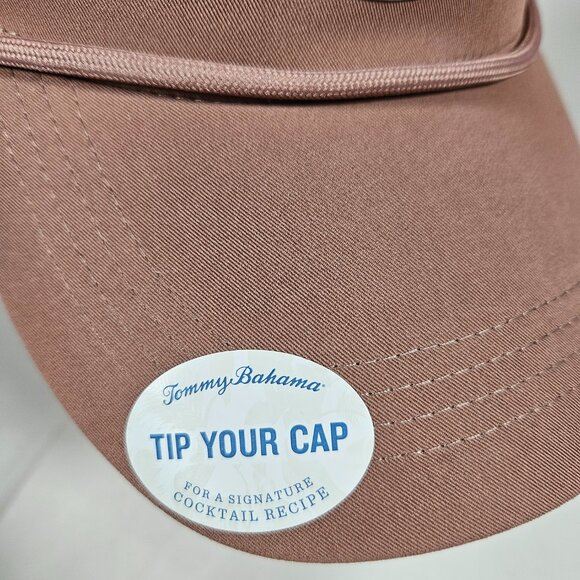 Tommy Bahama
TIP YOUR CAP
FOR A SIGNATURE
COCKTAIL RECIPE